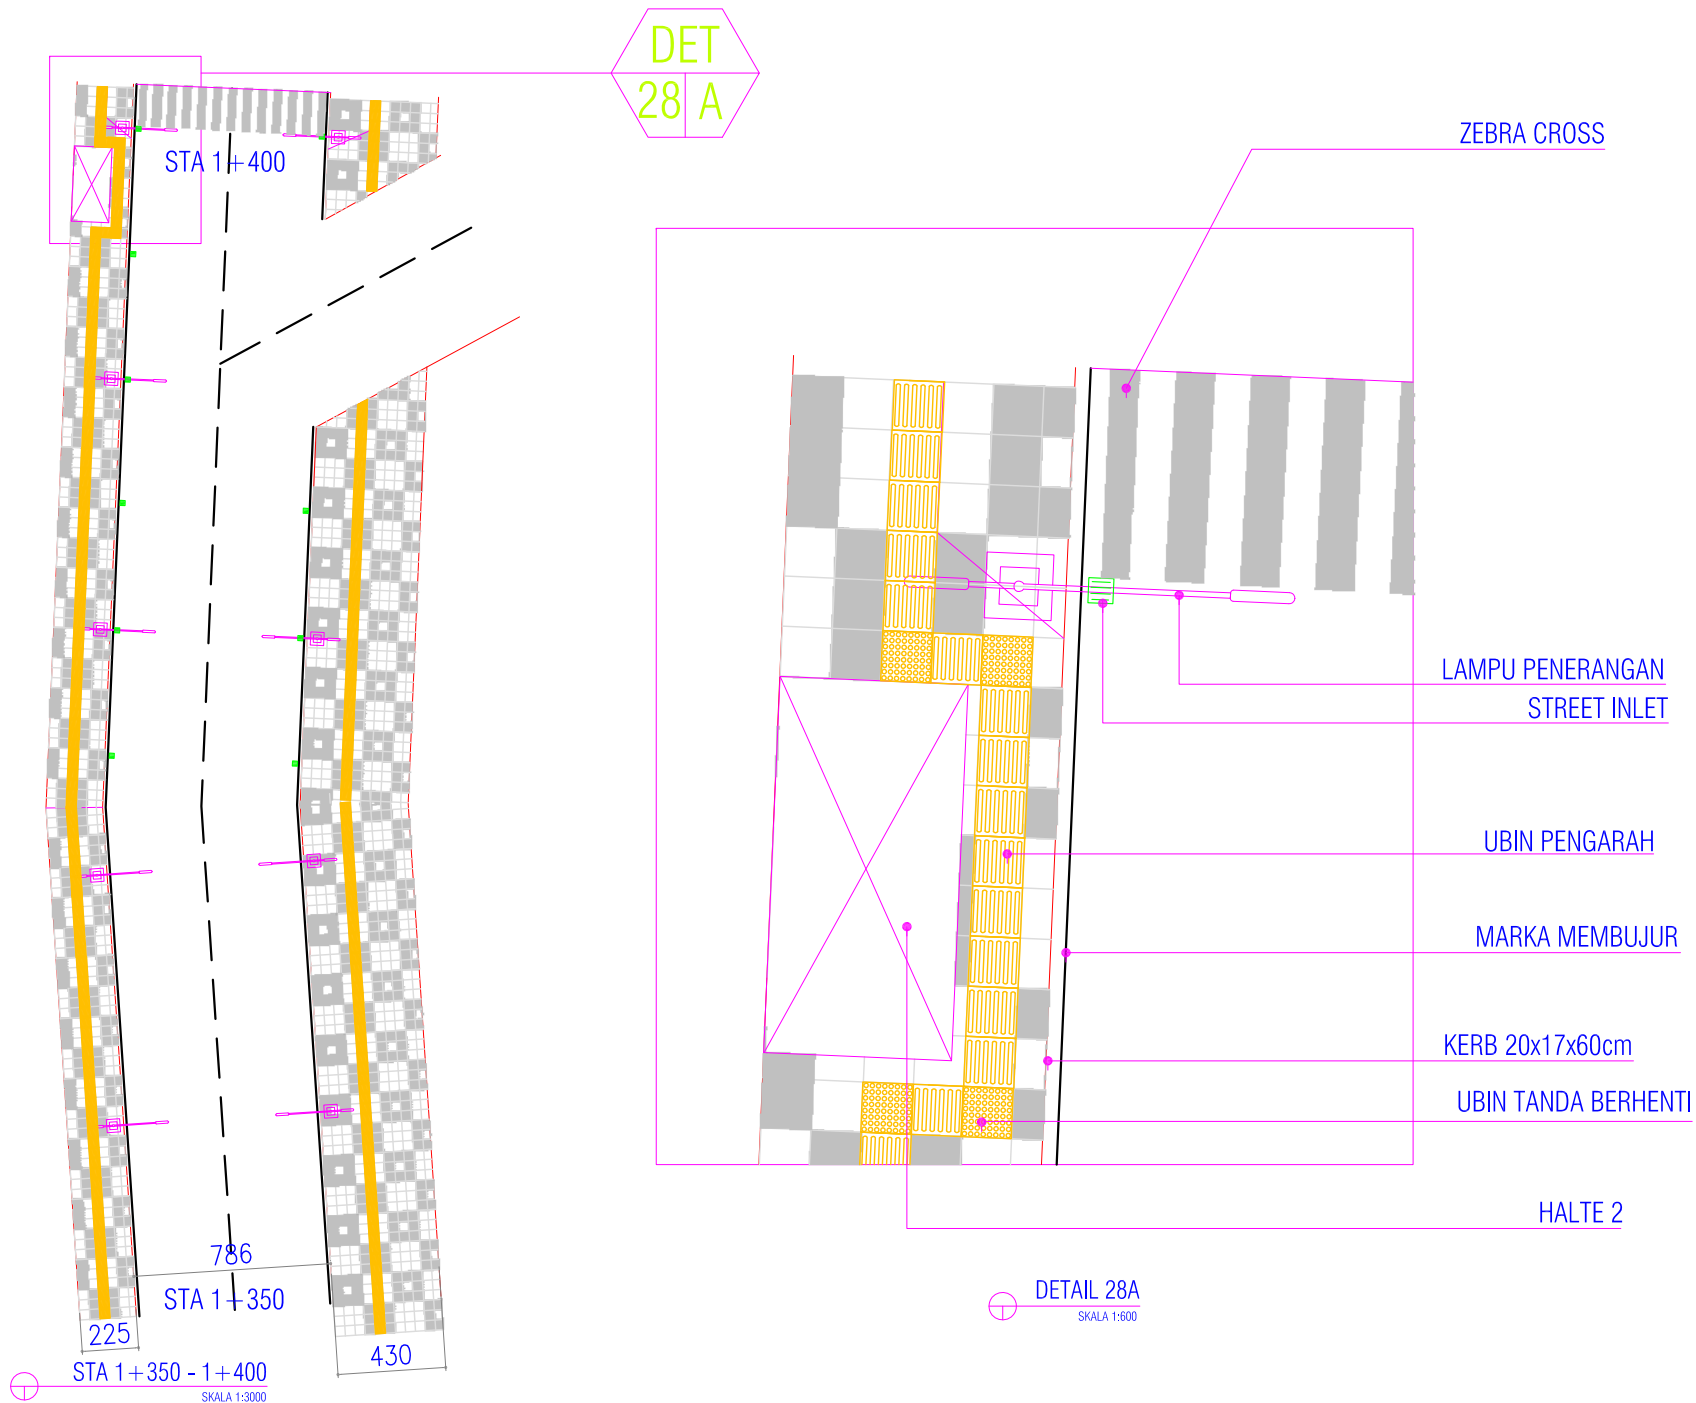 DET
28 A
STA 1+400
ZEBRA CROSS
LAMPU PENERANGAN
STREET INLET
UBIN PENGARAH
MARKA MEMBUJUR
KERB 20x17x60cm
UBIN TANDA BERHENTI
HALTE 2
786
STA 1+350
225
430
STA 1+350 - 1+400
SKALA 1:3000
DETAIL 28A
SKALA 1:600